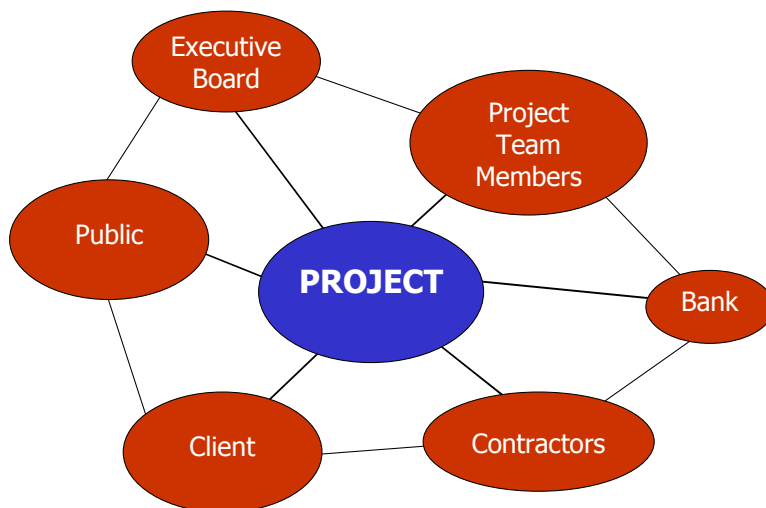 Executive
Board
Project
Team
Members
Public
PROJECT
Bank
Client
Contractors